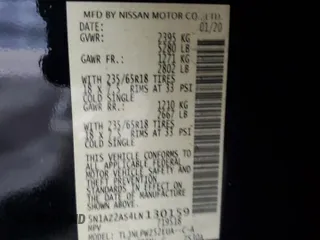 MFD BY NISSAN MOTOR CO., LTD.
DATE: 01/20
GVWR: 2395 KG
5280 LB
GAWR FR.: 1271 KG
2802 LB
WITH 235/65R18 TIRES
18 x 7.5 RIMS AT 33 PSI
COLD SINGLE
GAWR RR.: 1210 KG
2667 LB
WITH 235/65R18 TIRES
18 x 7.5 RIMS AT 33 PSI
COLD SINGLE
THIS VEHICLE CONFORMS TO
ALL APPLICABLE FEDERAL
MOTOR VEHICLE SAFETY
AND THEFT PREVENTION
STANDARDS IN EFFECT ON
THE DATE OF MANUFACTURE
SHOWN ABOVE.
5N1AZ2AS4LN130159
MPV 719518
MODEL: